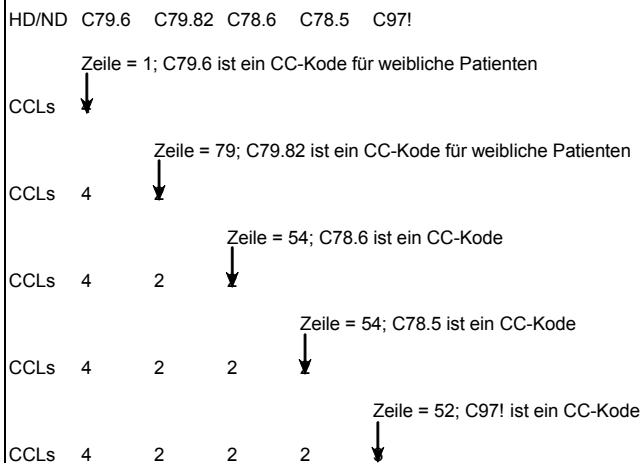 HD/ND C79.6 C79.82 C78.6 C78.5 C97!
Zeile = 1; C79.6 ist ein CC-Kode für weibliche Patienten
CCLs
Zeile = 79; C79.82 ist ein CC-Kode für weibliche Patienten
CCLs 4
Zeile = 54; C78.6 ist ein CC-Kode
CCLs 4 2
Zeile = 54; C78.5 ist ein CC-Kode
CCLs 4 2 2
Zeile = 52; C97! ist ein CC-Kode
CCLs 4 2 2 2